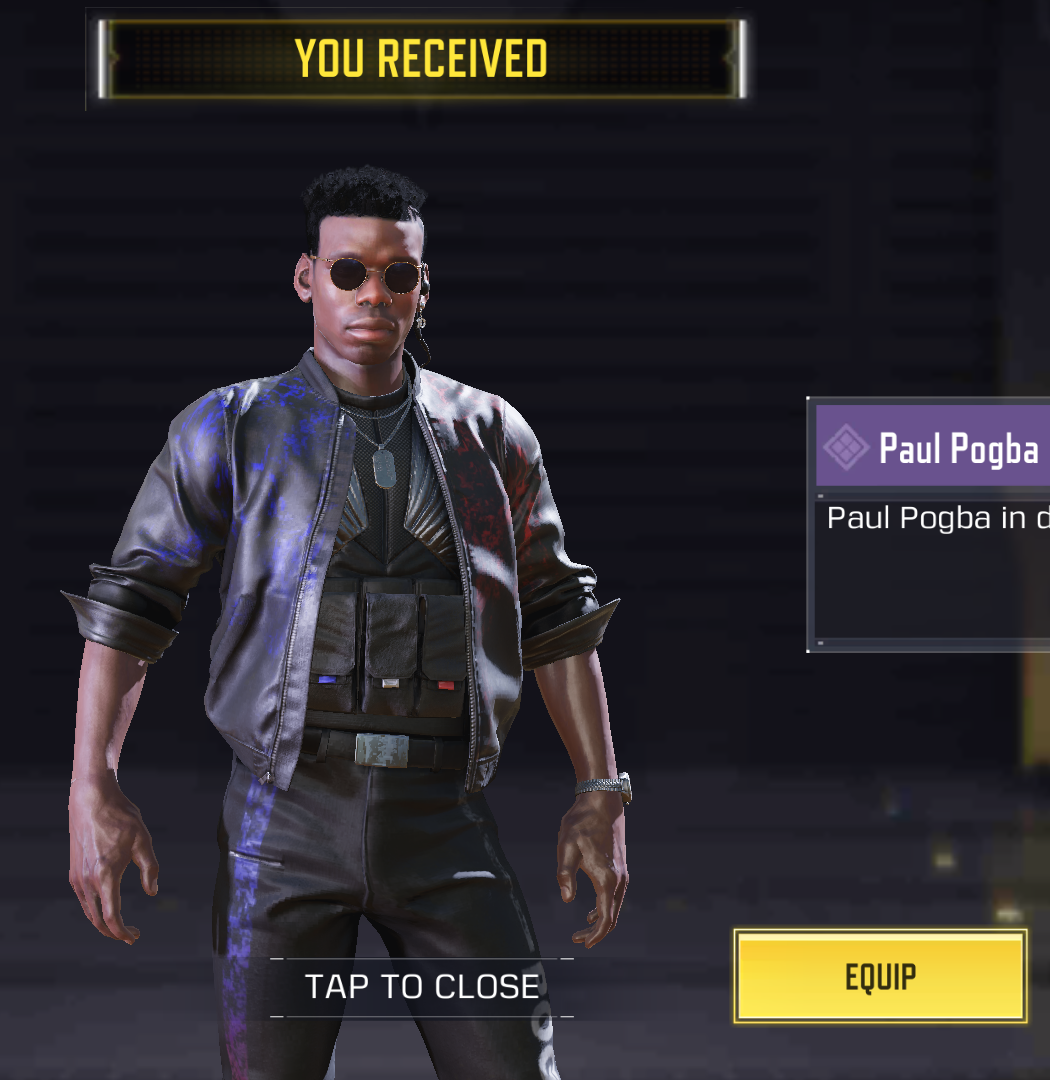 YOU RECEIVED
Paul Pogba
Paul Pogba in d
EQUIP
TAP TO CLOSE